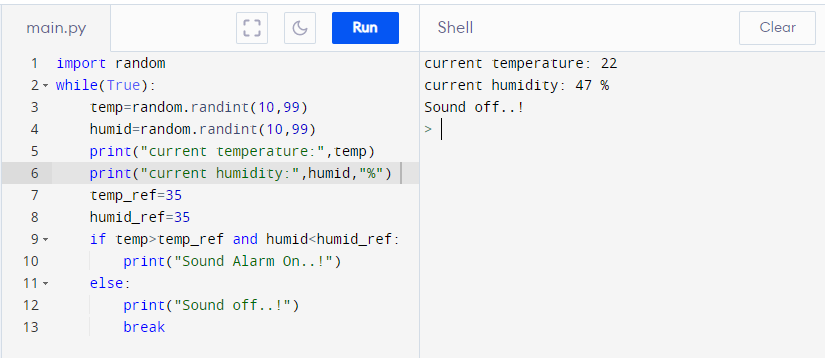 main.py
Run
Shell
Clear
1 import random
2 while(True):
3     temp=random.randint(10,99)
4     humid=random.randint(10,99)
5     print("current temperature:",temp)
6     print("current humidity:",humid,"%")
7     temp_ref=35
8     humid_ref=35
9     if temp>temp_ref and humid<humid_ref:
10         print("Sound Alarm On..!")
11     else:
12         print("Sound off..!")
13         break
current temperature: 22
current humidity: 47 %
Sound off..!
>